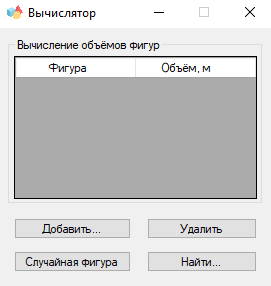 Вычислятор
Вычисление объёмов фигур
Фигура Объём, м
Добавить... Удалить
Случайная фигура Найти...